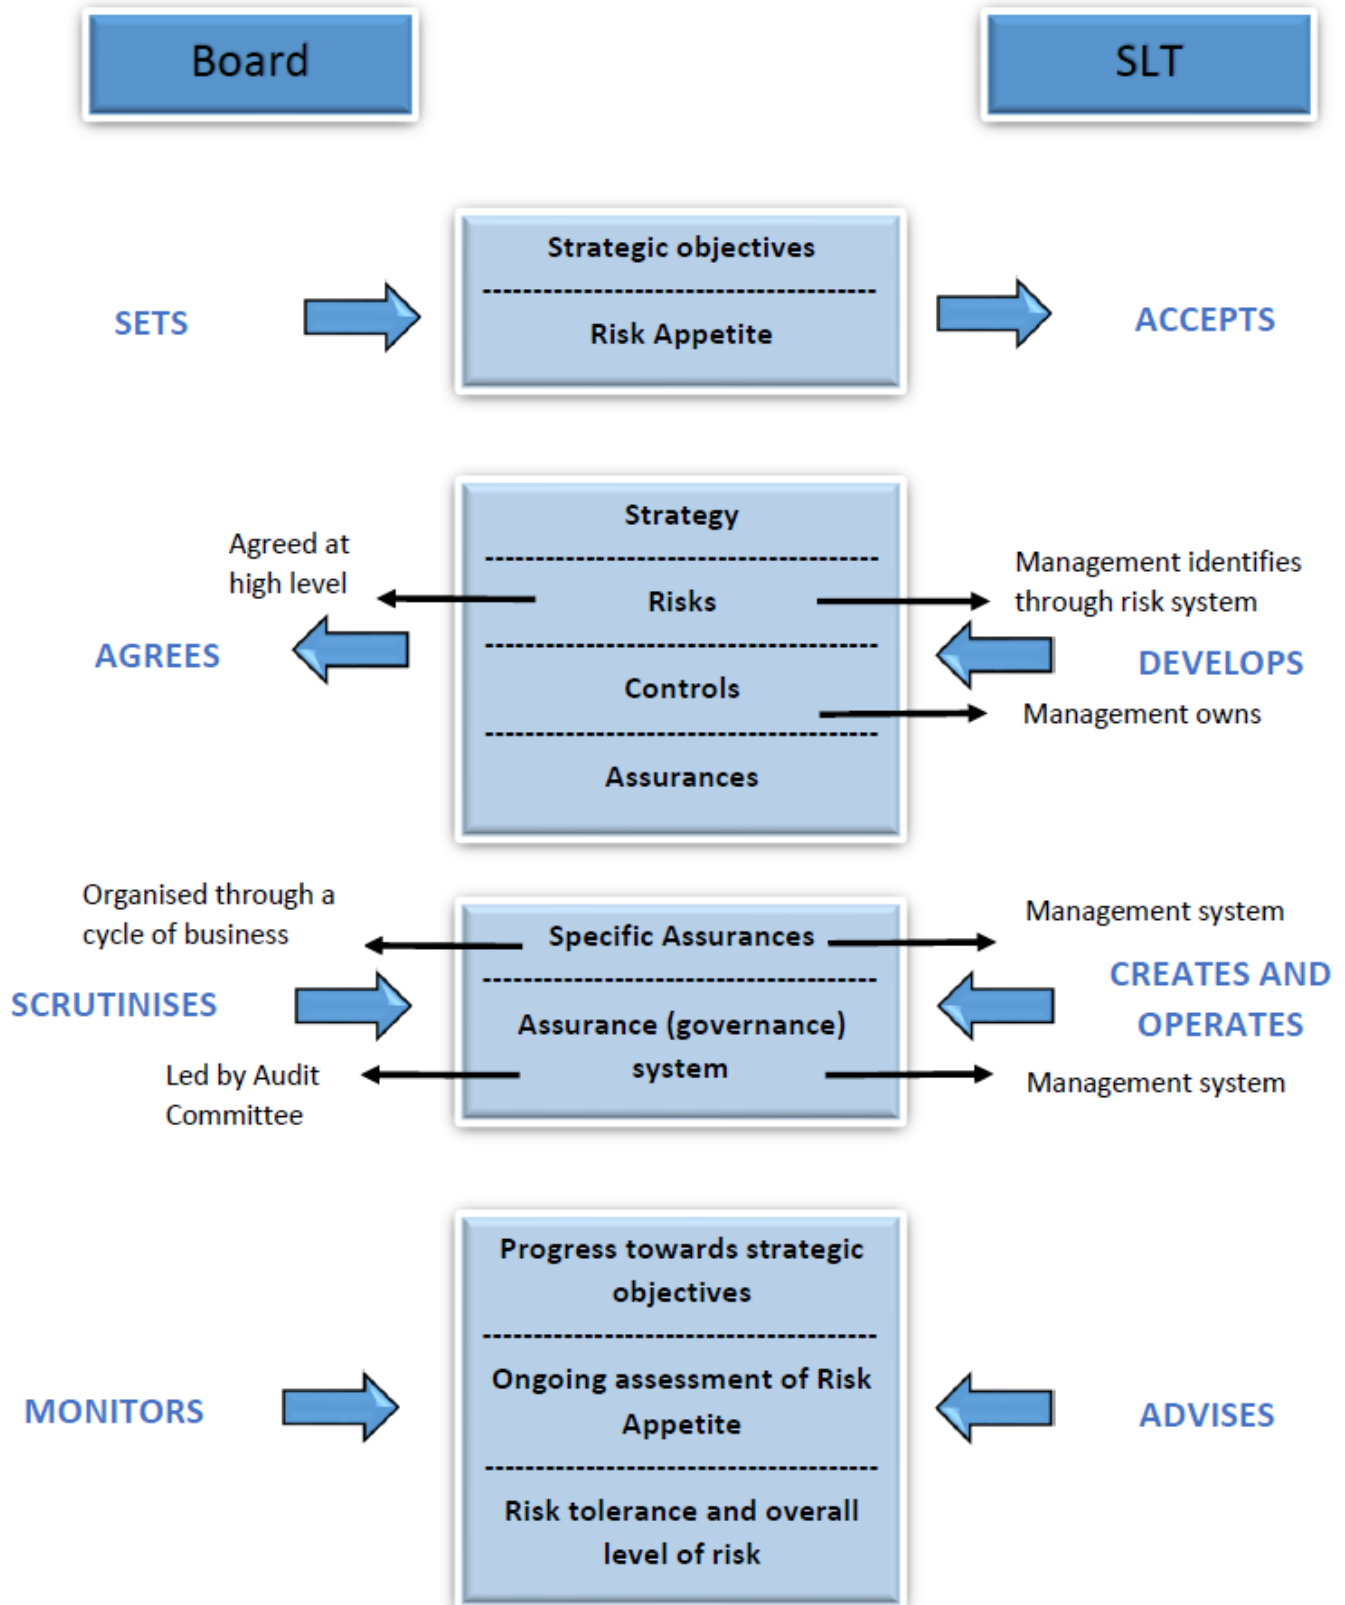 Board
SLT
Strategic objectives
----------------------------------------
Risk Appetite
SETS
ACCEPTS
Strategy
----------------------------------------
Risks
----------------------------------------
Controls
----------------------------------------
Assurances
Agreed at
high level
AGREES
Management identifies
through risk system
DEVELOPS
Management owns
Specific Assurances
----------------------------------------
Assurance (governance)
system
Organised through a
cycle of business
SCRUTINISES
Led by Audit
Committee
Management system
CREATES AND
OPERATES
Management system
Progress towards strategic
objectives
----------------------------------------
Ongoing assessment of Risk
Appetite
----------------------------------------
Risk tolerance and overall
level of risk
MONITORS
ADVISES